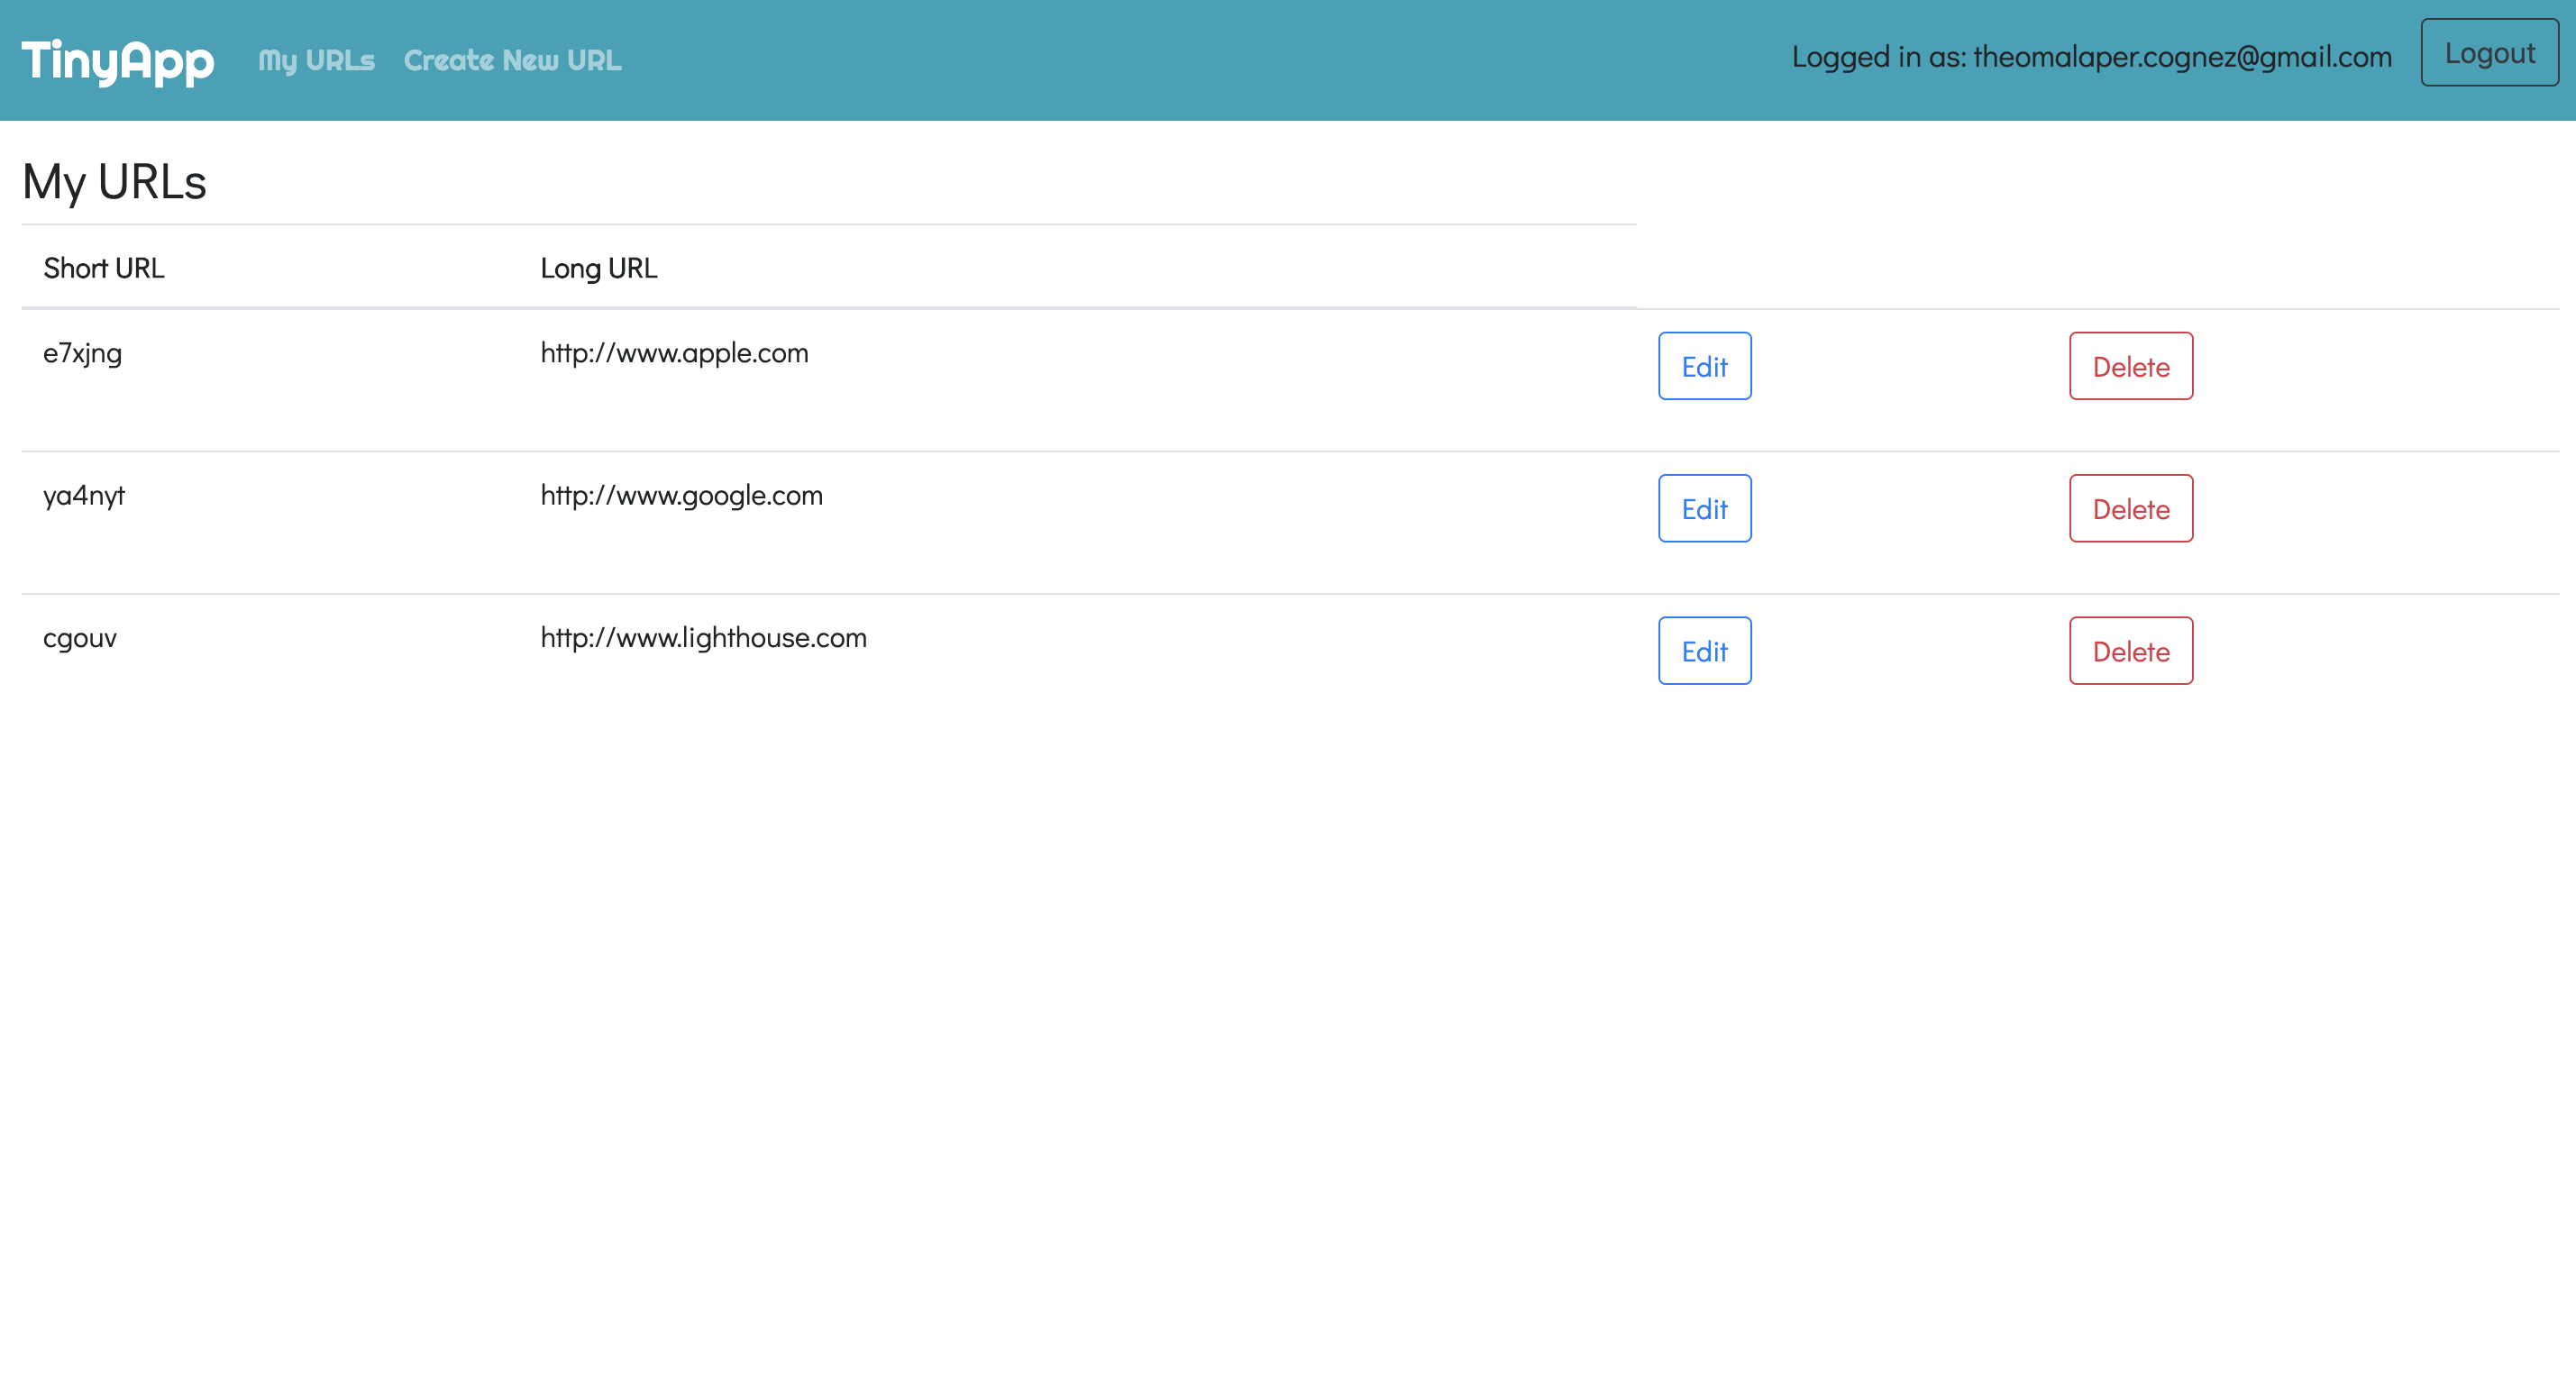 TinyApp My URLs Create New URL Logged in as: theomalaper.cognez@gmail.com Logout
My URLs
Short URL Long URL
e7xjng http://www.apple.com Edit Delete
ya4nyt http://www.google.com Edit Delete
cgouv http://www.lighthouse.com Edit Delete